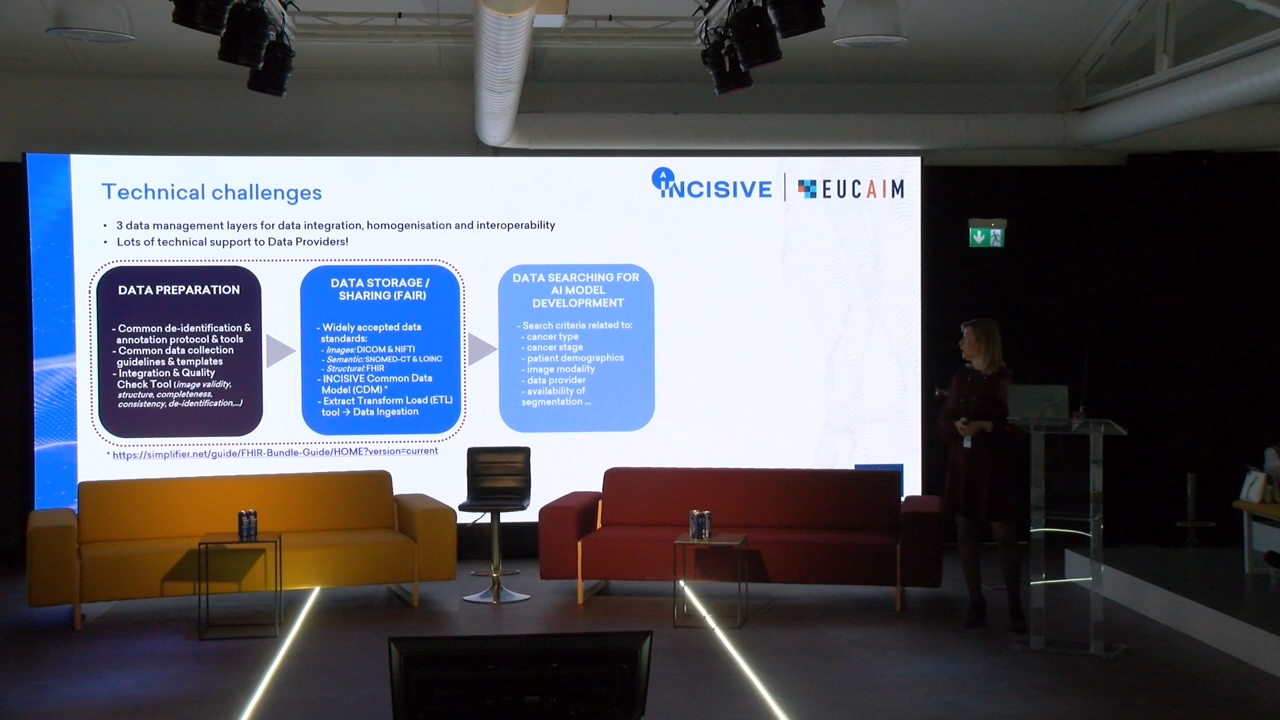 Technical challenges
AI
INCISIVE | EUCAIM
• 3 data management layers for data integration, homogenisation and interoperability
• Lots of technical support to Data Providers!
DATA PREPARATION
- Common de-identification &
annotation protocol & tools
- Common data collection
guidelines & templates
- Integration & Quality
Check Tool (image validity,
structure, completeness,
consistency, de-identification,...)
DATA STORAGE /
SHARING (FAIR)
- Widely accepted data
standards:
- Images: DICOM & NIFTI
- Semantic: SNOMED-CT & LOINC
- Structural: FHIR
- INCISIVE Common Data
Model (CDM) *
- Extract Transform Load (ETL)
tool → Data Ingestion
DATA SEARCHING FOR
AI MODEL
DEVELOPRMENT
- Search criteria related to:
- cancer type
- cancer stage
- patient demographics
- image modality
- data provider
- availability of
segmentation ...
* https://simplifier.net/guide/FHIR-Bundle-Guide/HOME?version=current